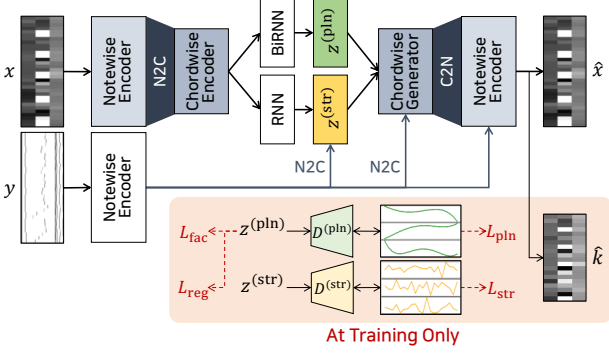 x
Notewise
Encoder
N2C
Chordwise
Encoder
BiRNN
z^(pln)
RNN
z^(str)
Chordwise
Generator
C2N
Notewise
Encoder
x̂
y
Notewise
Encoder
N2C
N2C
L_fac
z^(pln)
D^(pln)
L_pln
L_reg
z^(str)
D^(str)
L_str
k̂
At Training Only